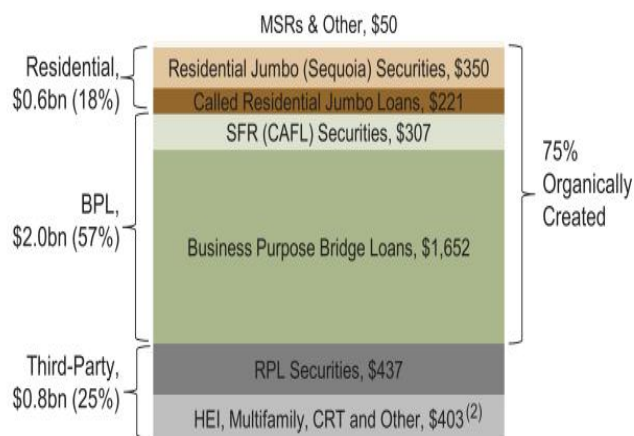 MSRs & Other, $50
Residential,
$0.6bn (18%)
Residential Jumbo (Sequoia) Securities, $350
Called Residential Jumbo Loans, $221
SFR (CAFL) Securities, $307
75%
Organically
Created
BPL,
$2.0bn (57%)
Business Purpose Bridge Loans, $1,652
Third-Party,
$0.8bn (25%)
RPL Securities, $437
HEI, Multifamily, CRT and Other, $403(2)